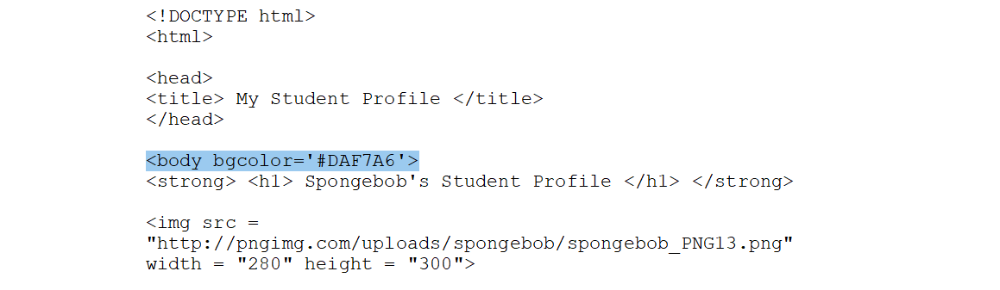 <!DOCTYPE html>
<html>
<head>
<title> My Student Profile </title>
</head>
<body bgcolor='#DAF7A6'>
<strong> <h1> Spongebob's Student Profile </h1> </strong>
<img src =
"http://pngimg.com/uploads/spongebob/spongebob_PNG13.png"
width = "280" height = "300">